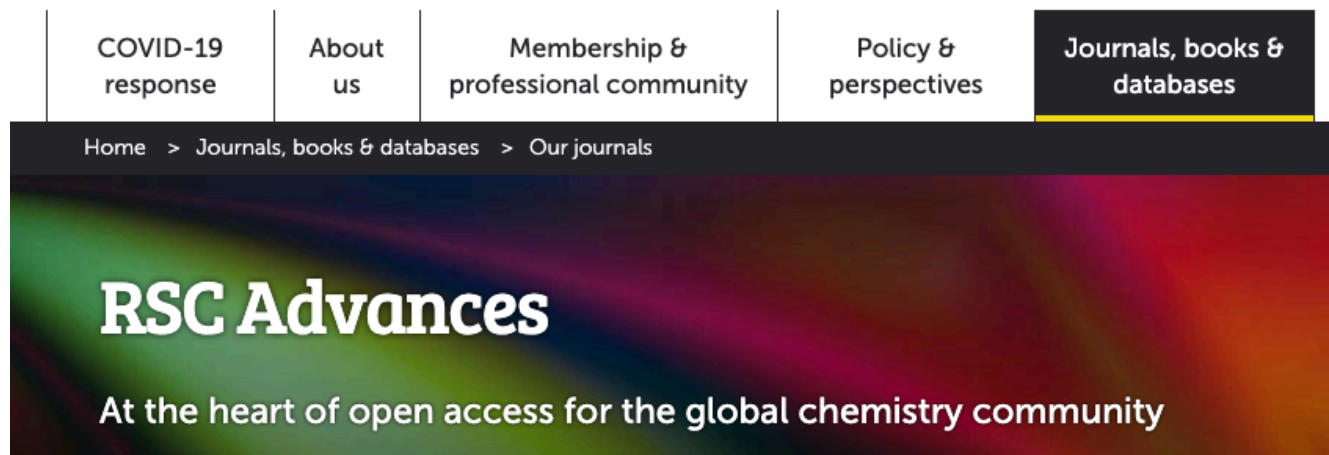 COVID-19
response
About
us
Membership &
professional community
Policy &
perspectives
Journals, books &
databases
Home > Journals, books & databases > Our journals
RSC Advances
At the heart of open access for the global chemistry community